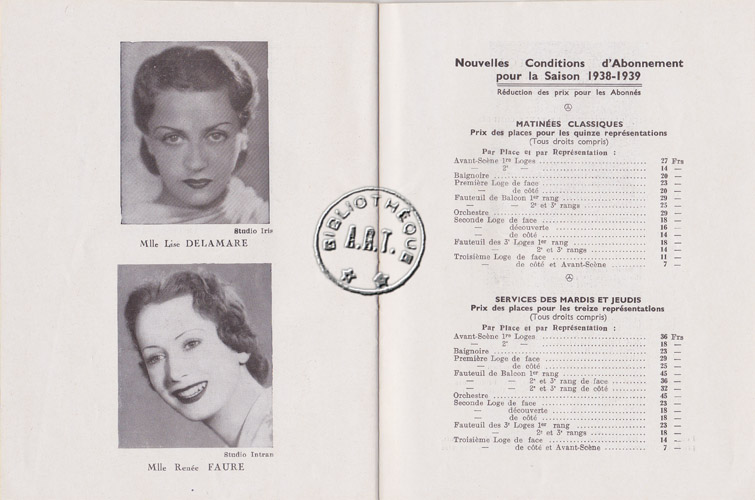 Studio Iris
Mlle Lise DELAMARE
Studio Intran
Mlle Renée FAURE
BIBLIOTHÈQUE
A.R.T.
Nouvelles Conditions d'Abonnement
pour la Saison 1938-1939
Réduction des prix pour les Abonnés
MATINÉES CLASSIQUES
Prix des places pour les quinze représentations
(Tous droits compris)
Par Place et par Représentation :
Avant-Scène 1res Loges .............................. 27 Frs
— 2e — .............................. 14 —
Baignoire .............................. 20 —
Première Loge de face .............................. 23 —
— de côté .............................. 20 —
Fauteuil de Balcon 1er rang .............................. 29 —
— — 2e et 3e rangs .............................. 25 —
Orchestre .............................. 29 —
Seconde Loge de face .............................. 18 —
— découverte .............................. 16 —
— de côté .............................. 14 —
Fauteuil des 3e Loges 1er rang .............................. 18 —
— 2e et 3e rangs .............................. 14 —
Troisième Loge de face .............................. 11 —
— de côté et Avant-Scène .............................. 7 —
SERVICES DES MARDIS ET JEUDIS
Prix des places pour les treize représentations
(Tous droits compris)
Par Place et par Représentation :
Avant-Scène 1res Loges .............................. 36 Frs
— 2e — .............................. 18 —
Baignoire .............................. 23 —
Première Loge de face .............................. 29 —
— de côté .............................. 25 —
Fauteuil de Balcon 1er rang .............................. 45 —
— — 2e et 3e rang de face .............................. 36 —
— — 2e et 3e rang de côté .............................. 32 —
Orchestre .............................. 45 —
Seconde Loge de face .............................. 23 —
— découverte .............................. 18 —
— de côté .............................. 18 —
Fauteuil des 3e Loges 1er rang .............................. 23 —
— 2e et 3e rangs .............................. 18 —
Troisième Loge de face .............................. 14 —
— de côté et Avant-Scène .............................. 7 —